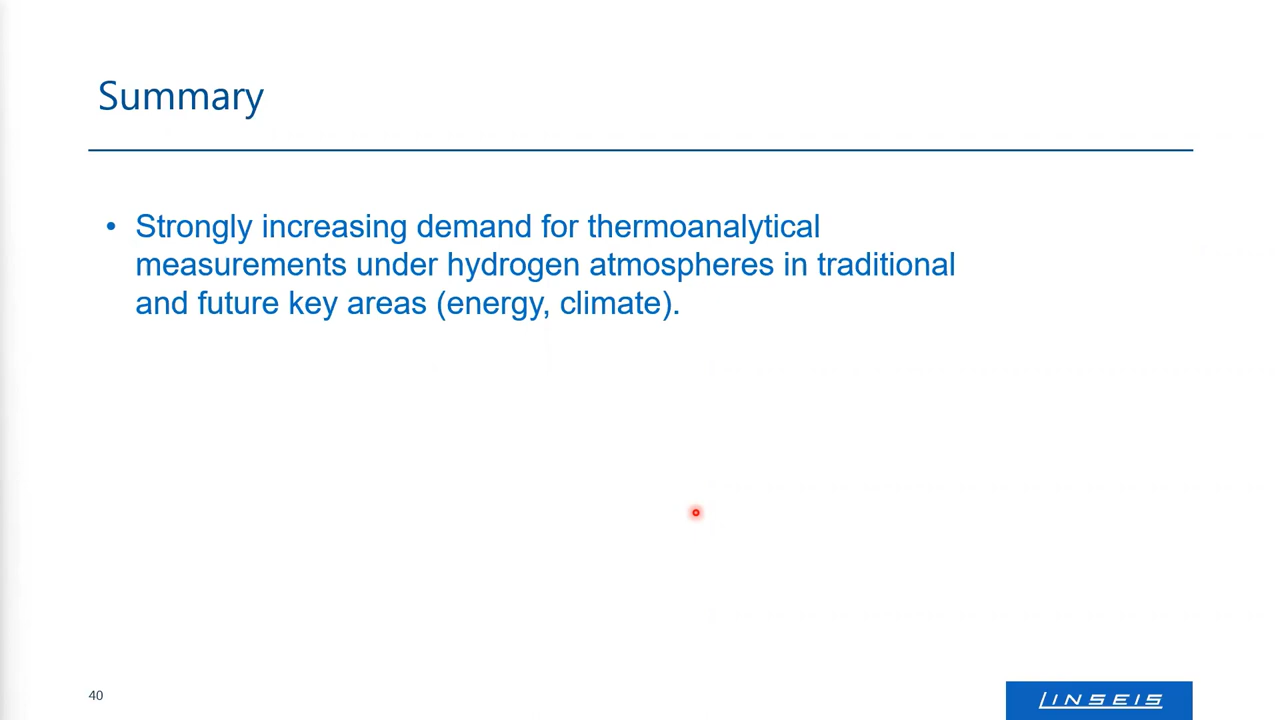 Summary
• Strongly increasing demand for thermoanalytical
measurements under hydrogen atmospheres in traditional
and future key areas (energy, climate).
40
LINSEIS